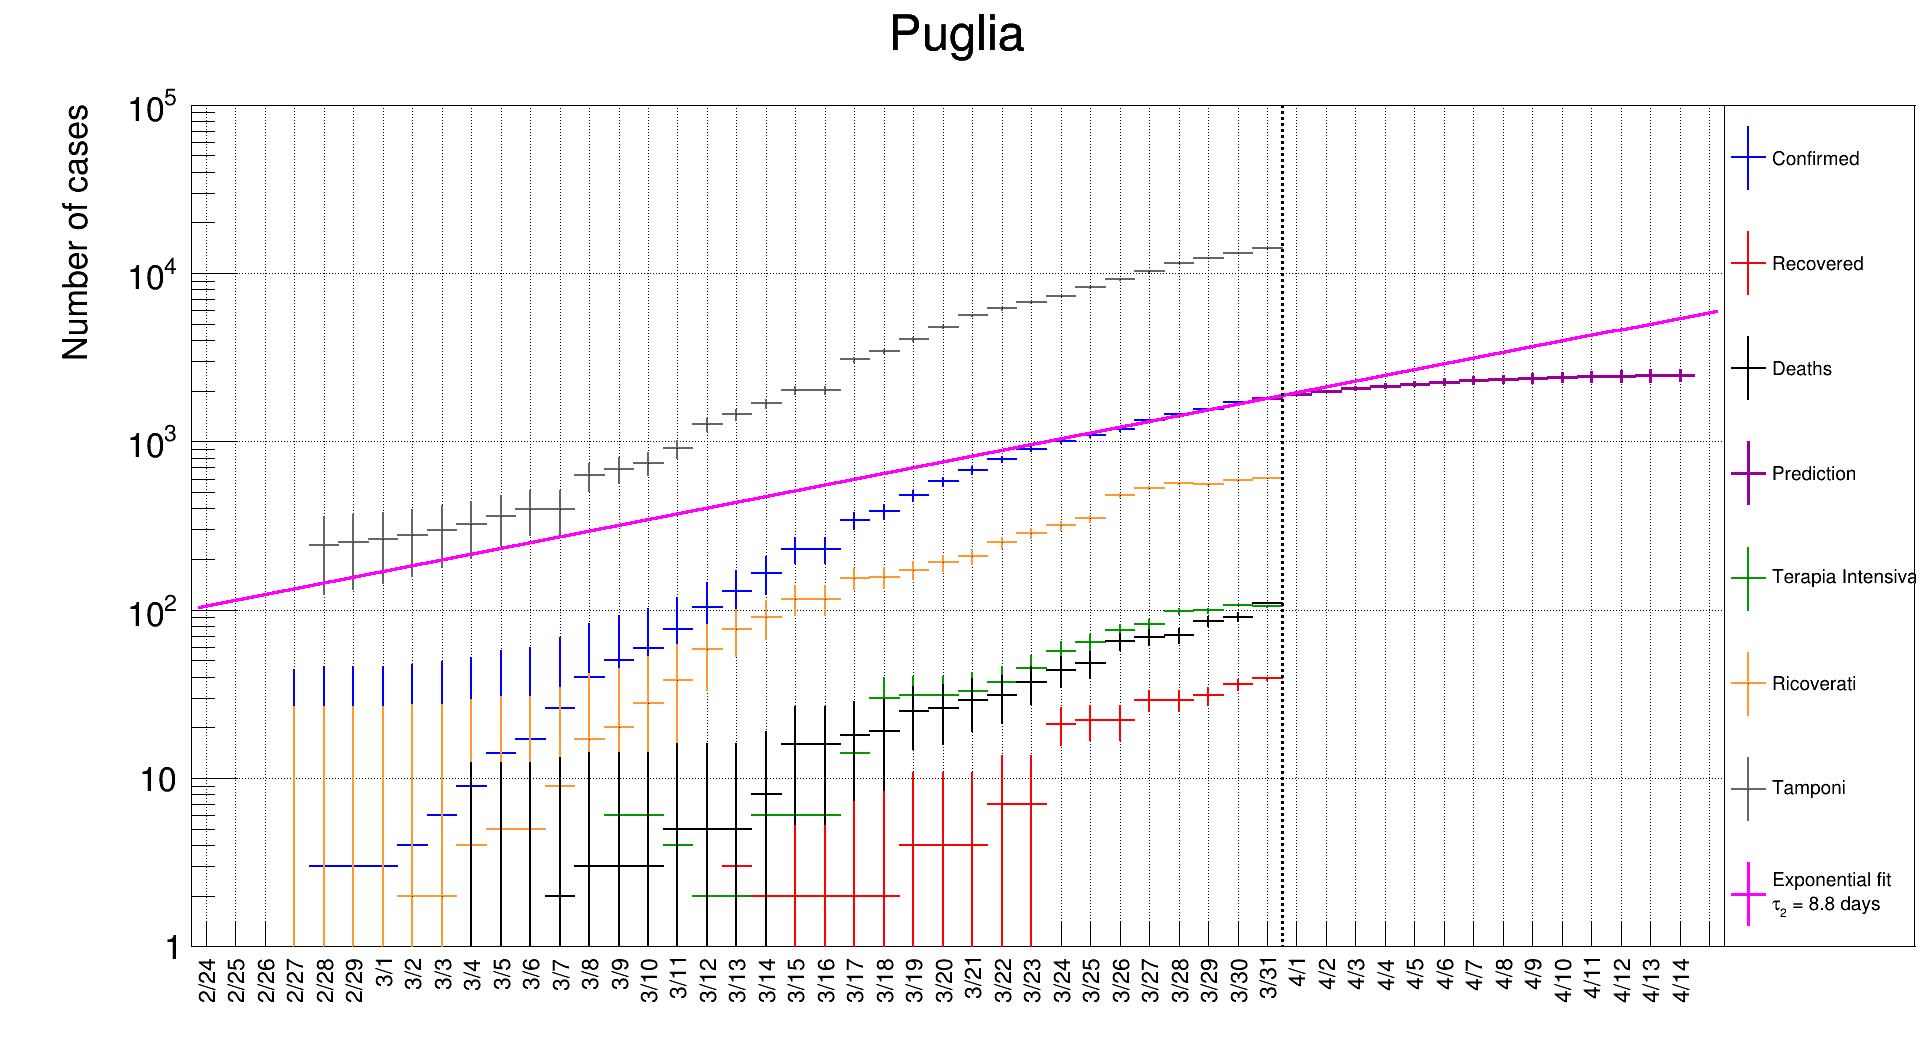 Puglia
Number of cases
10^5
10^4
10^3
10^2
10
1
2/24 2/25 2/26 2/27 2/28 2/29 3/1 3/2 3/3 3/4 3/5 3/6 3/7 3/8 3/9 3/10 3/11 3/12 3/13 3/14 3/15 3/16 3/17 3/18 3/19 3/20 3/21 3/22 3/23 3/24 3/25 3/26 3/27 3/28 3/29 3/30 3/31 4/1 4/2 4/3 4/4 4/5 4/6 4/7 4/8 4/9 4/10 4/11 4/12 4/13 4/14
Confirmed
Recovered
Deaths
Prediction
Terapia Intensiva
Ricoverati
Tamponi
Exponential fit
τ2 = 8.8 days